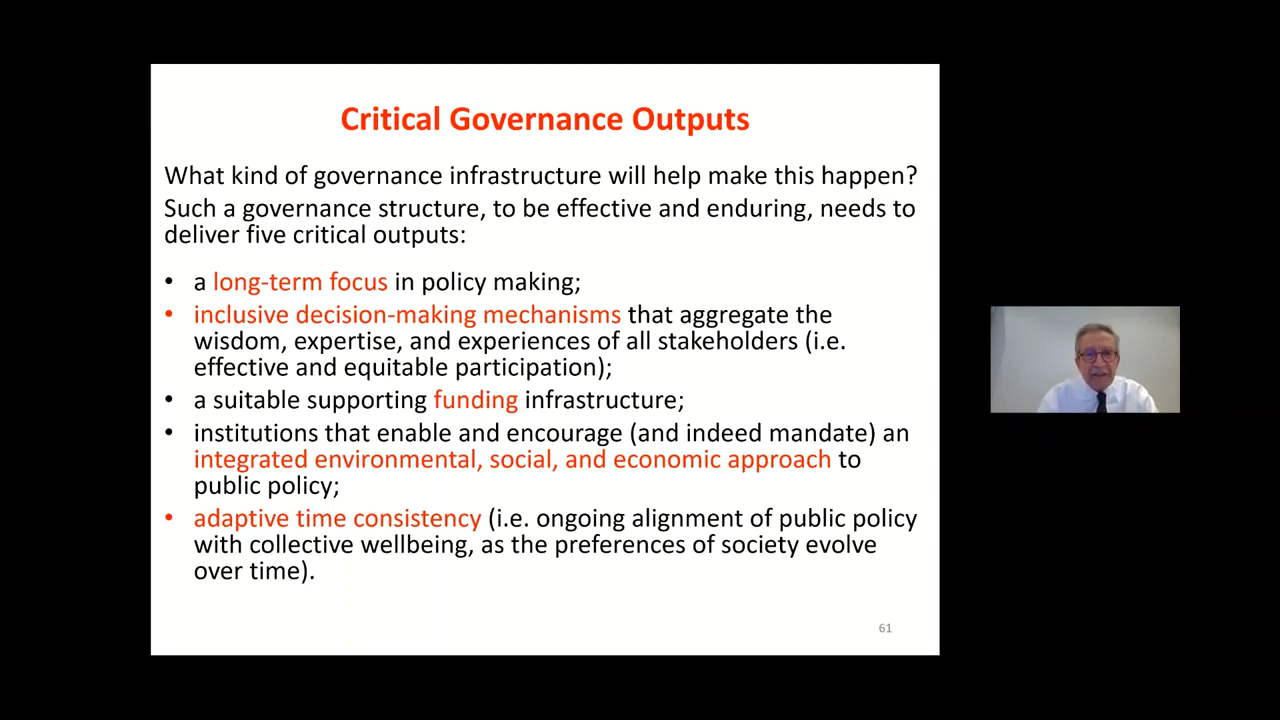 Critical Governance Outputs
What kind of governance infrastructure will help make this happen?
Such a governance structure, to be effective and enduring, needs to
deliver five critical outputs:
• a long-term focus in policy making;
• inclusive decision-making mechanisms that aggregate the
wisdom, expertise, and experiences of all stakeholders (i.e.
effective and equitable participation);
• a suitable supporting funding infrastructure;
• institutions that enable and encourage (and indeed mandate) an
integrated environmental, social, and economic approach to
public policy;
• adaptive time consistency (i.e. ongoing alignment of public policy
with collective wellbeing, as the preferences of society evolve
over time).
61